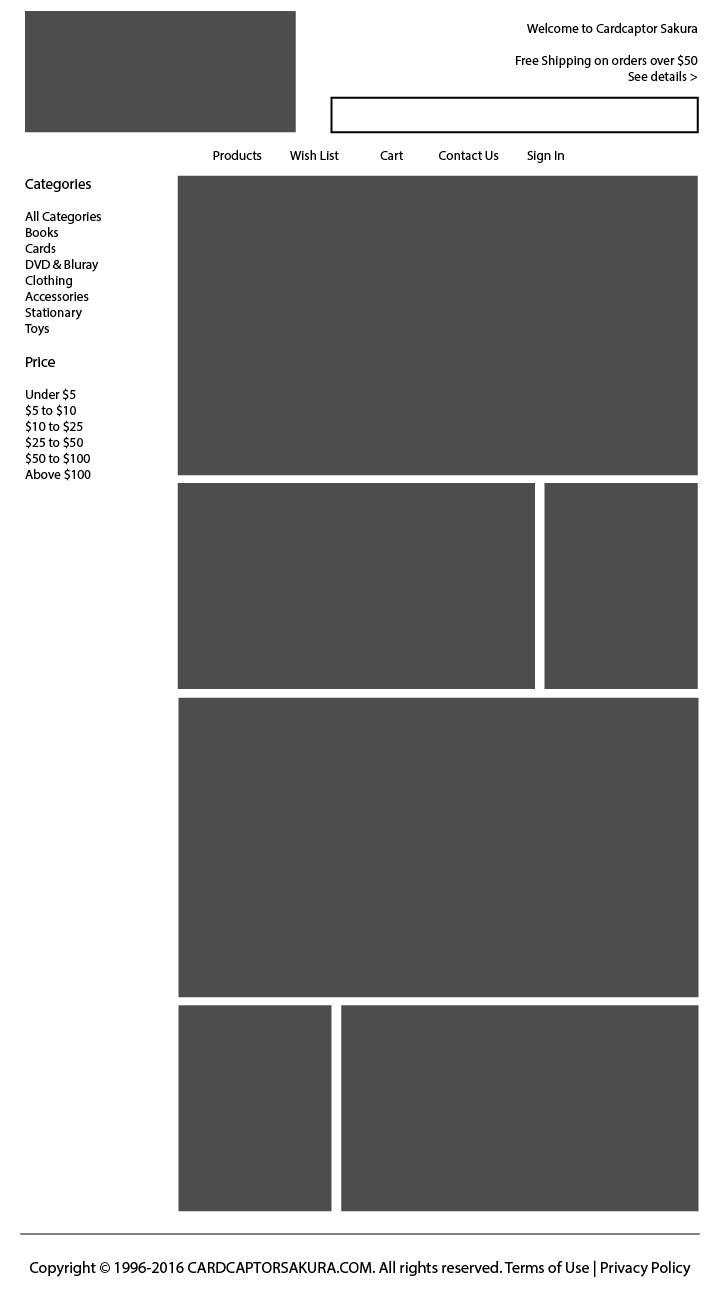 Welcome to Cardcaptor Sakura
Free Shipping on orders over $50
See details >
Products Wish List Cart Contact Us Sign In
Categories
All Categories
Books
Cards
DVD & Bluray
Clothing
Accessories
Stationary
Toys
Price
Under $5
$5 to $10
$10 to $25
$25 to $50
$50 to $100
Above $100
Copyright © 1996-2016 CARDCAPTORSAKURA.COM. All rights reserved. Terms of Use | Privacy Policy